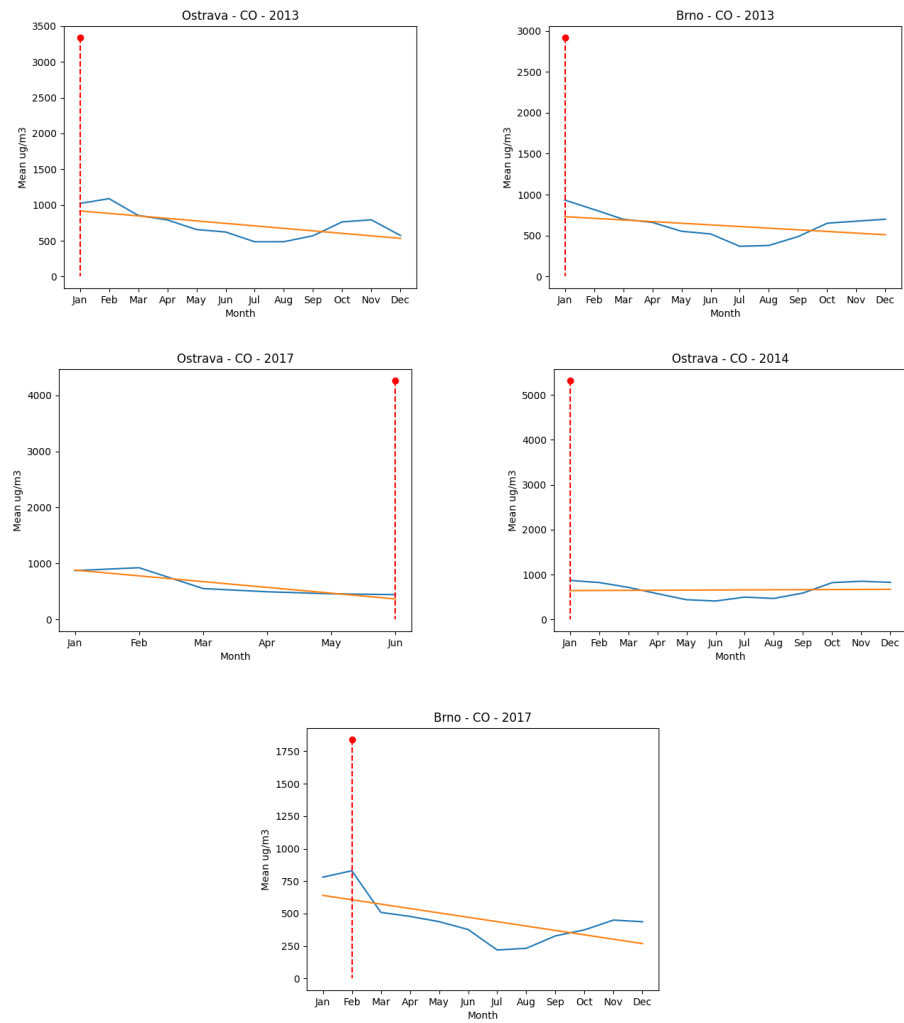 Ostrava - CO - 2013
3500
3000
2500
2000
1500
1000
500
0
Mean ug/m3
Jan Feb Mar Apr May Jun Jul Aug Sep Oct Nov Dec
Month
Brno - CO - 2013
3000
2500
2000
1500
1000
500
0
Mean ug/m3
Jan Feb Mar Apr May Jun Jul Aug Sep Oct Nov Dec
Month
Ostrava - CO - 2017
4000
3000
2000
1000
0
Mean ug/m3
Jan Feb Mar Apr May Jun
Month
Ostrava - CO - 2014
5000
4000
3000
2000
1000
0
Mean ug/m3
Jan Feb Mar Apr May Jun Jul Aug Sep Oct Nov Dec
Month
Brno - CO - 2017
1750
1500
1250
1000
750
500
250
0
Mean ug/m3
Jan Feb Mar Apr May Jun Jul Aug Sep Oct Nov Dec
Month